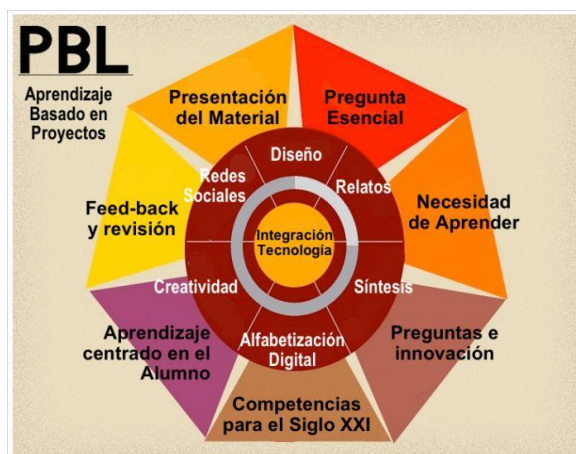 PBL
Aprendizaje
Basado en
Proyectos
Presentación
del Material
Pregunta
Esencial
Necesidad
de Aprender
Preguntas e
innovación
Competencias
para el Siglo XXI
Aprendizaje
centrado en el
Alumno
Feed-back
y revisión
Diseño
Relatos
Síntesis
Alfabetización
Digital
Creatividad
Redes
Sociales
Integración
Tecnología